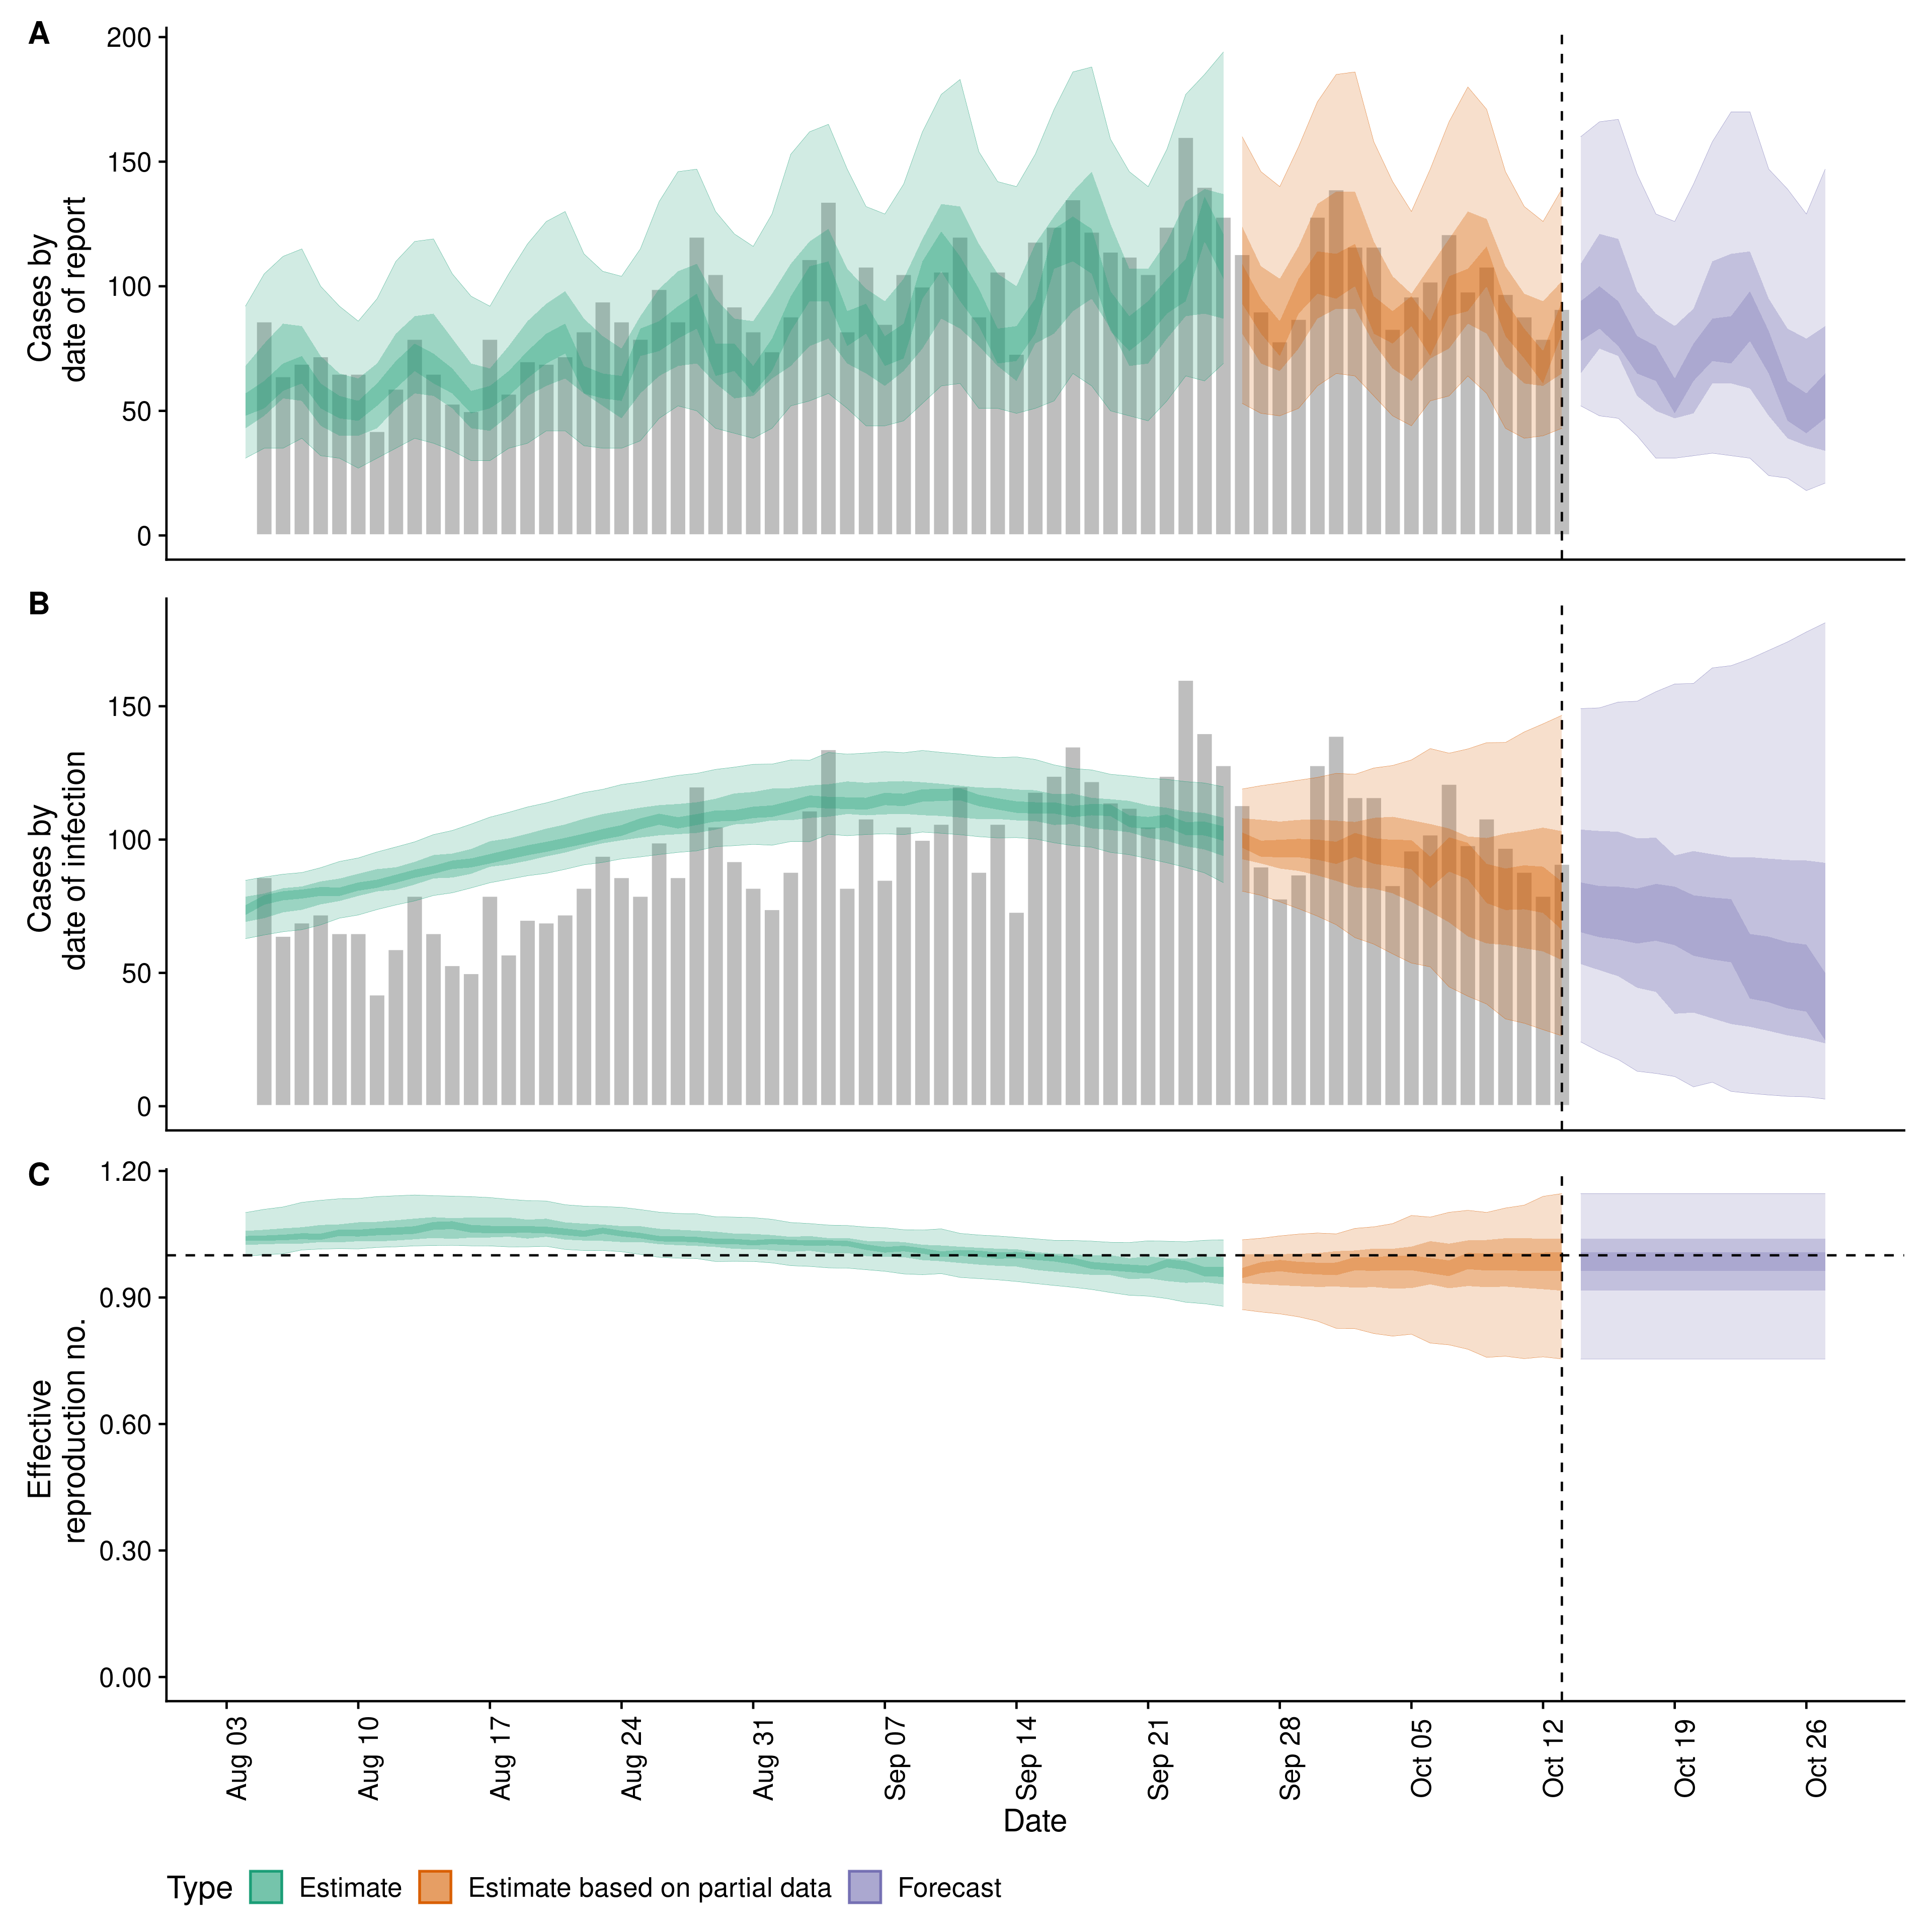 A
200
150
100
50
0
Cases by
date of report
B
150
100
50
0
Cases by
date of infection
C
1.20
0.90
0.60
0.30
0.00
Effective
reproduction no.
Aug 03
Aug 10
Aug 17
Aug 24
Aug 31
Sep 07
Sep 14
Sep 21
Sep 28
Oct 05
Oct 12
Oct 19
Oct 26
Date
Type Estimate Estimate based on partial data Forecast